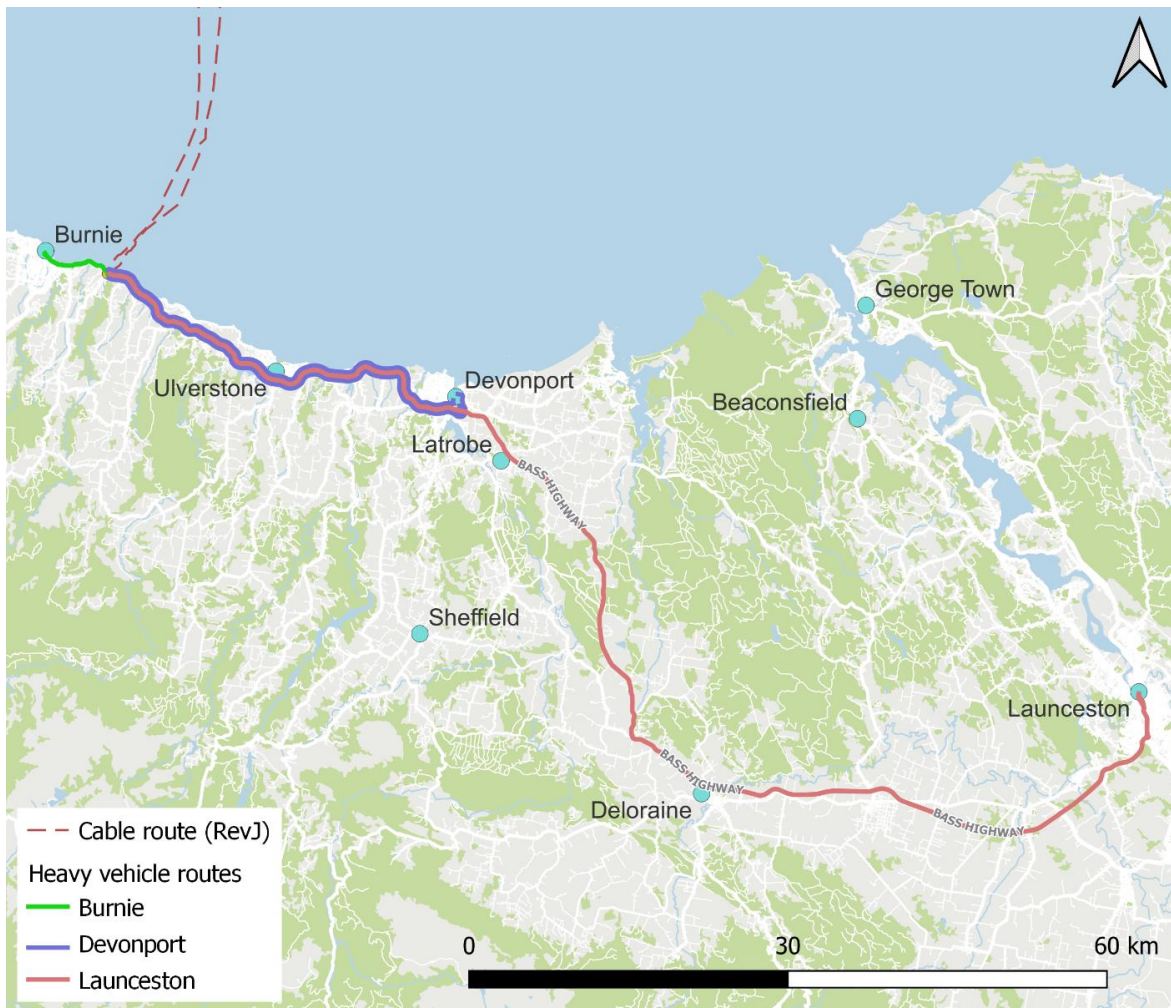 Burnie
George Town
Ulverstone
Devonport
Beaconsfield
Latrobe
BASS HIGHWAY
Sheffield
Launceston
BASS HIGHWAY
Deloraine
BASS HIGHWAY
Cable route (RevJ)
Heavy vehicle routes
Burnie
Devonport
Launceston
0 30 60 km